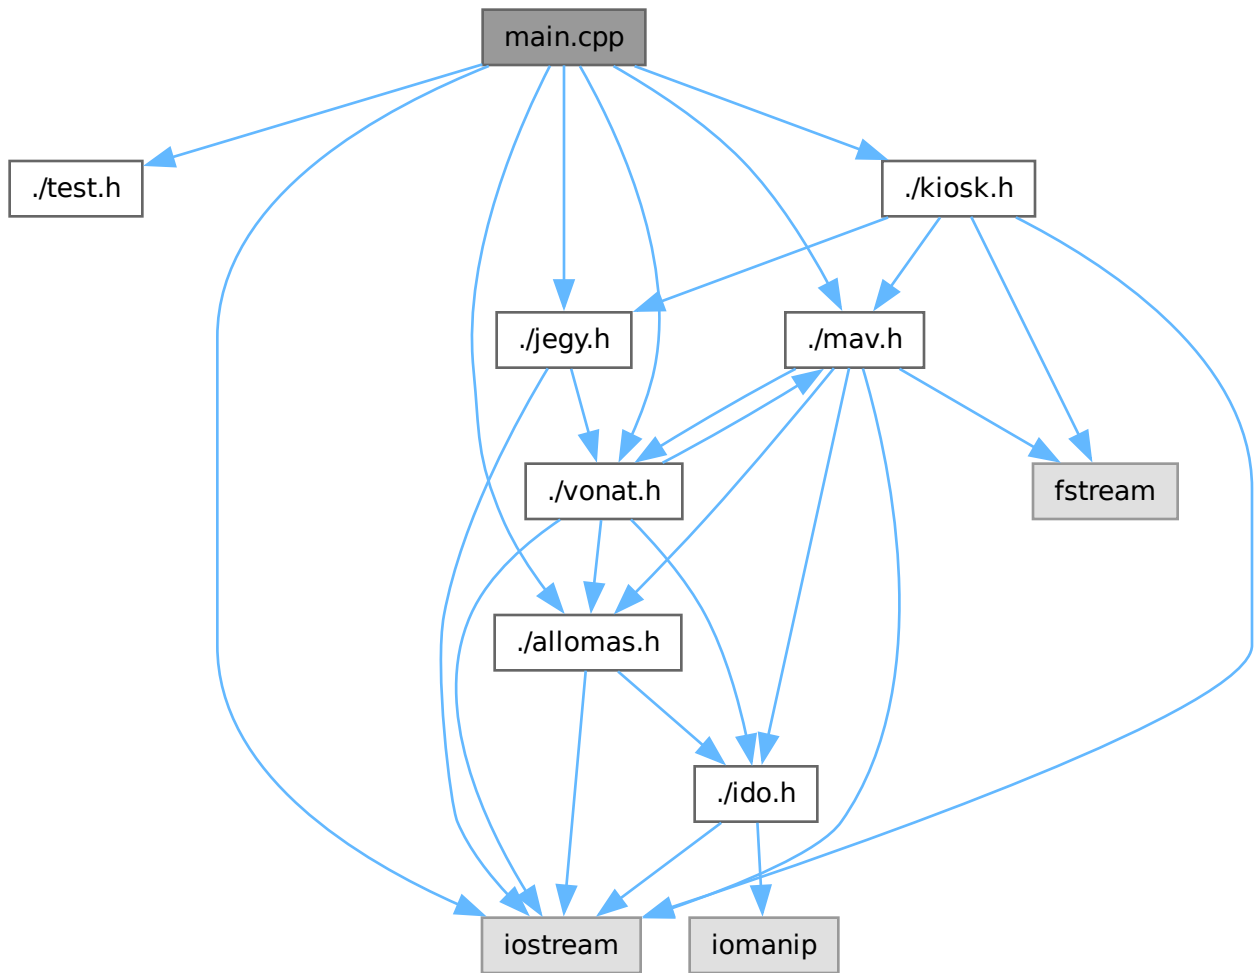 main.cpp
./test.h
./kiosk.h
./jegy.h
./mav.h
./vonat.h
fstream
./allomas.h
./ido.h
iostream
iomanip